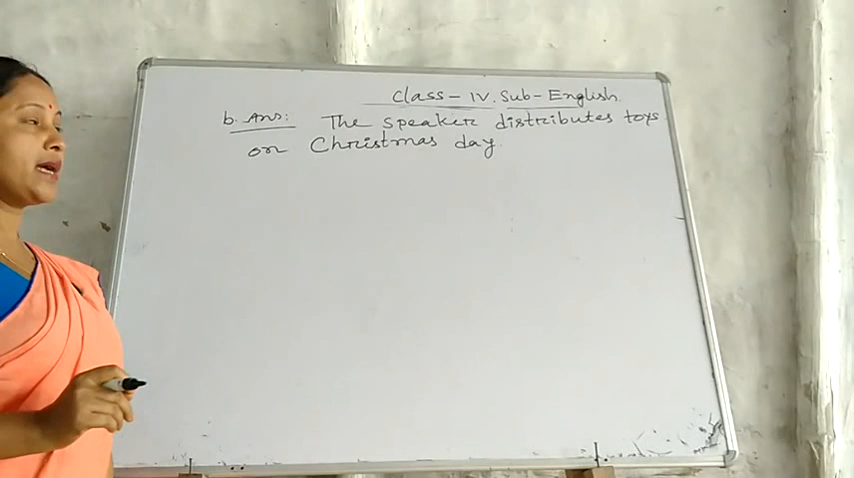 Class - IV. Sub - English.
b. Ans: The speaker distributes toys
on Christmas day.